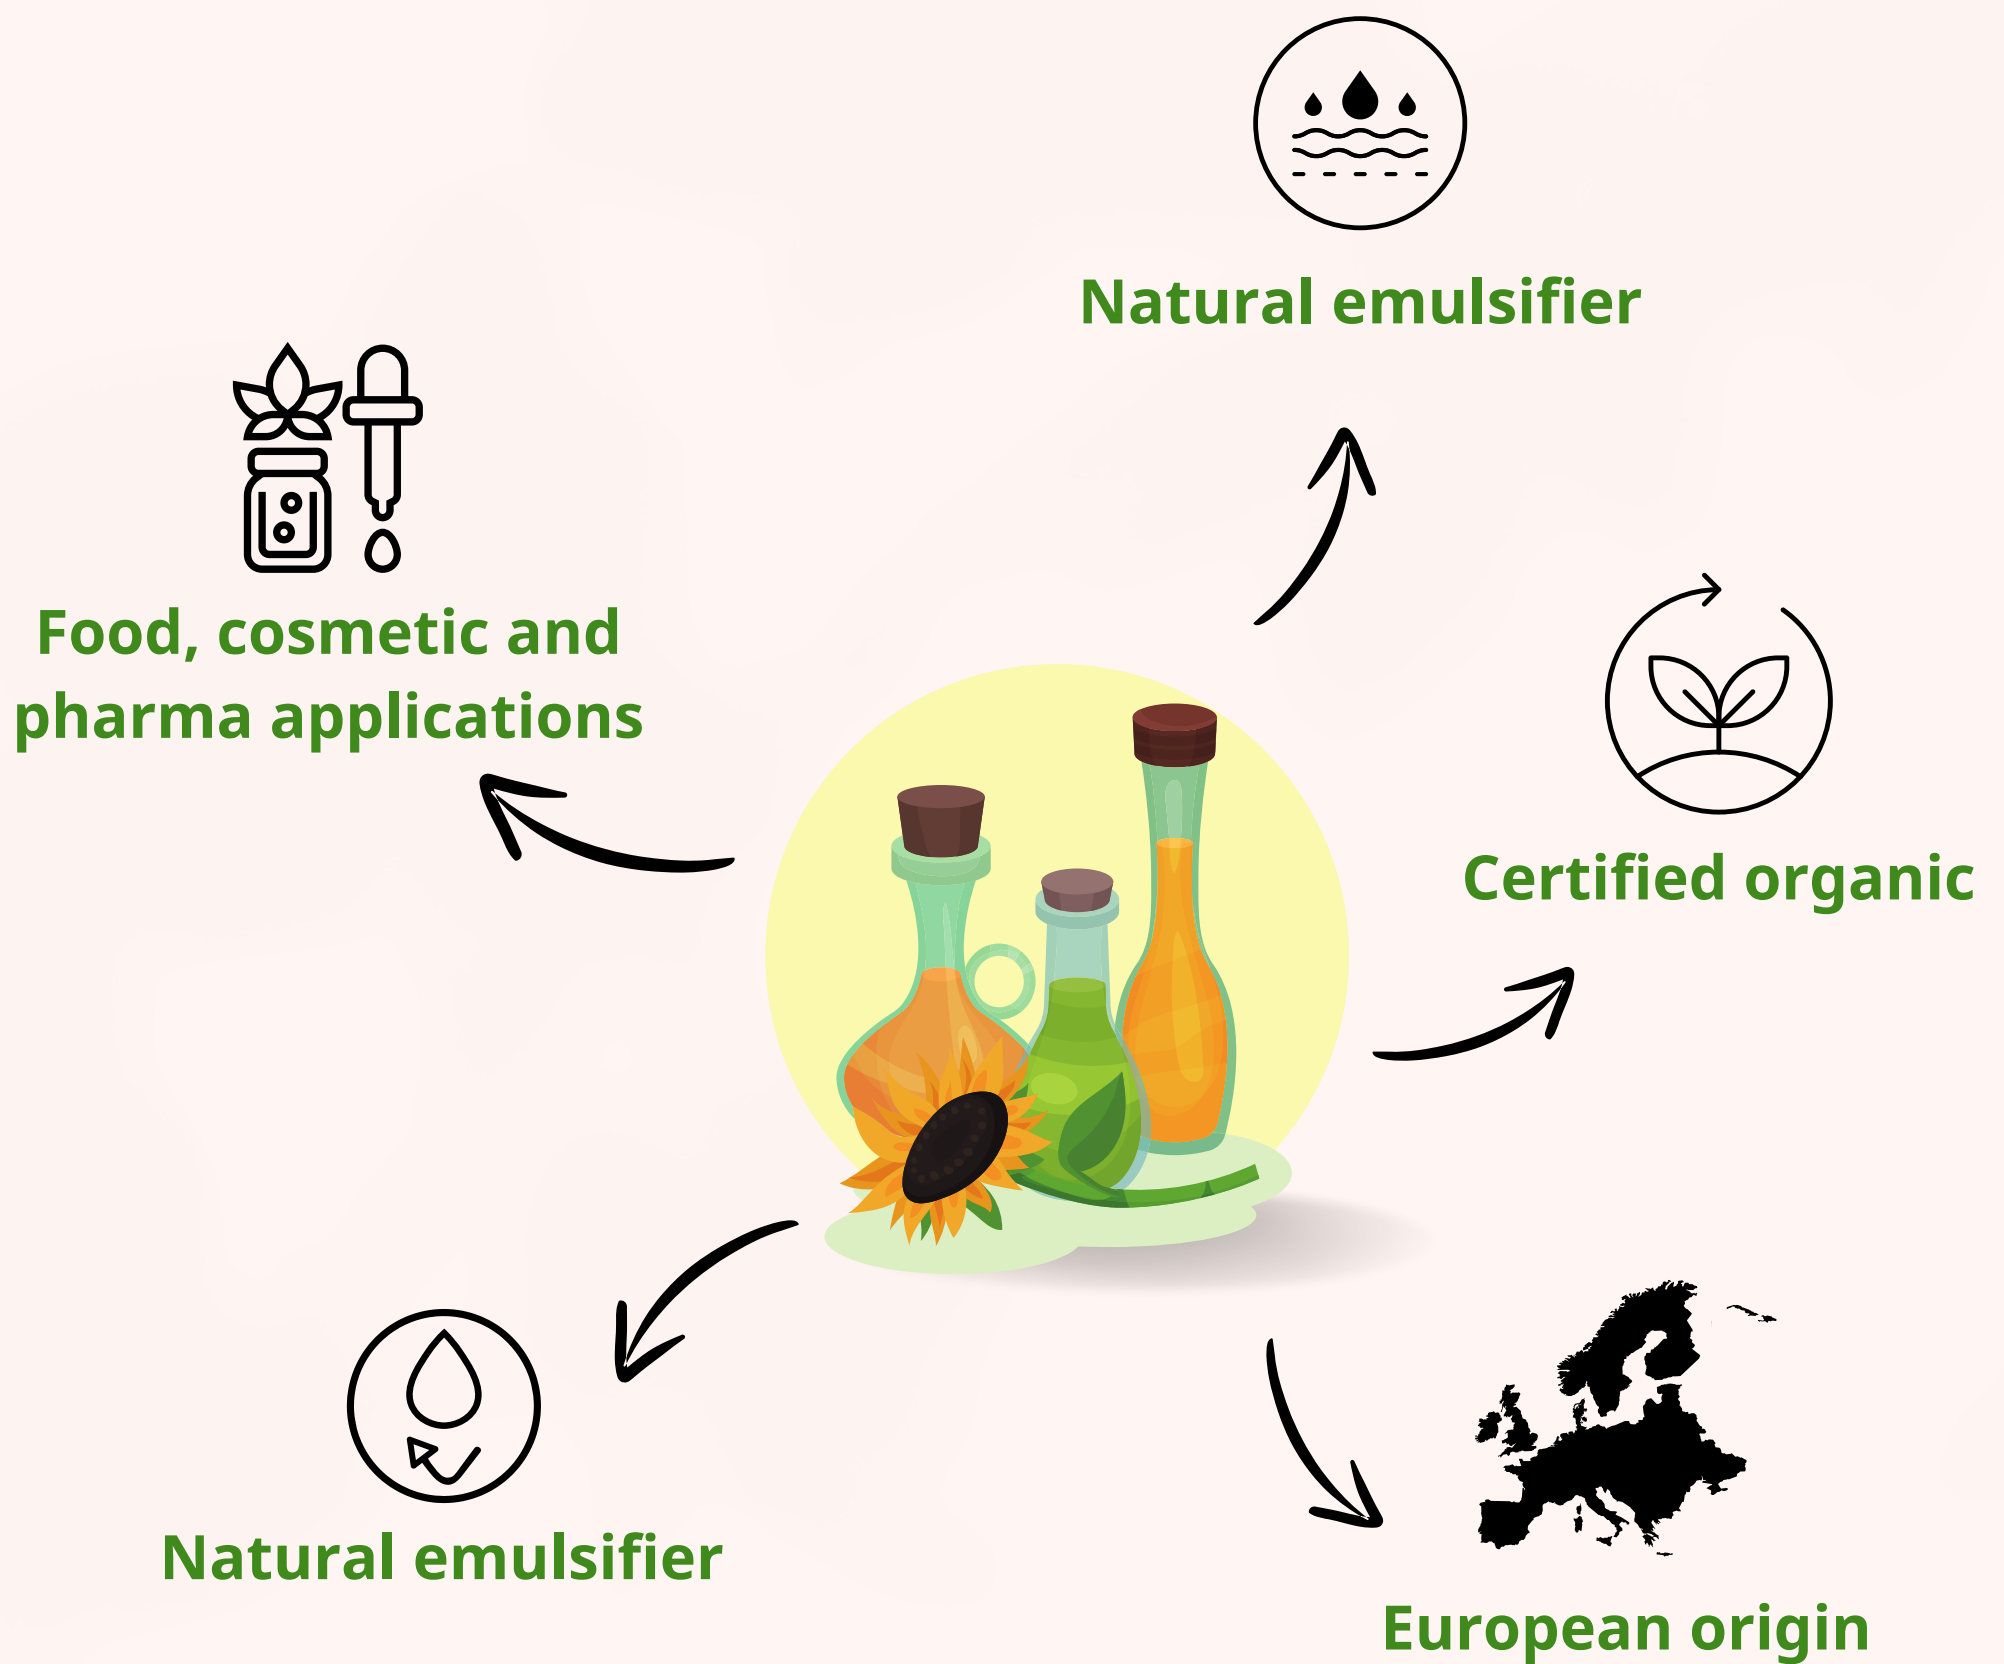 Natural emulsifier
Food, cosmetic and
pharma applications
Certified organic
Natural emulsifier
European origin